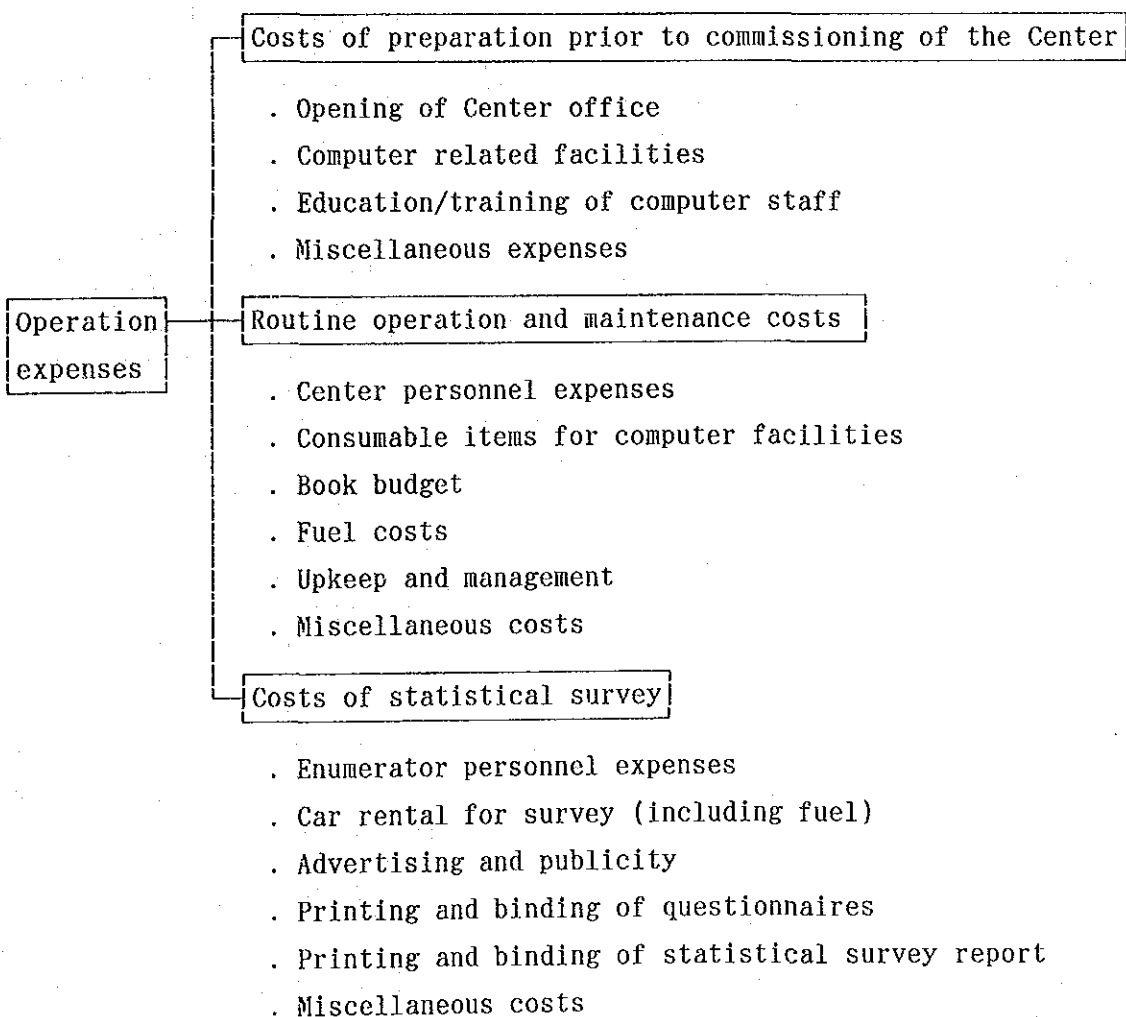 Costs of preparation prior to commissioning of the Center
. Opening of Center office
. Computer related facilities
. Education/training of computer staff
. Miscellaneous expenses
Operation
expenses
Routine operation and maintenance costs
. Center personnel expenses
. Consumable items for computer facilities
. Book budget
. Fuel costs
. Upkeep and management
. Miscellaneous costs
Costs of statistical survey
. Enumerator personnel expenses
. Car rental for survey (including fuel)
. Advertising and publicity
. Printing and binding of questionnaires
. Printing and binding of statistical survey report
. Miscellaneous costs